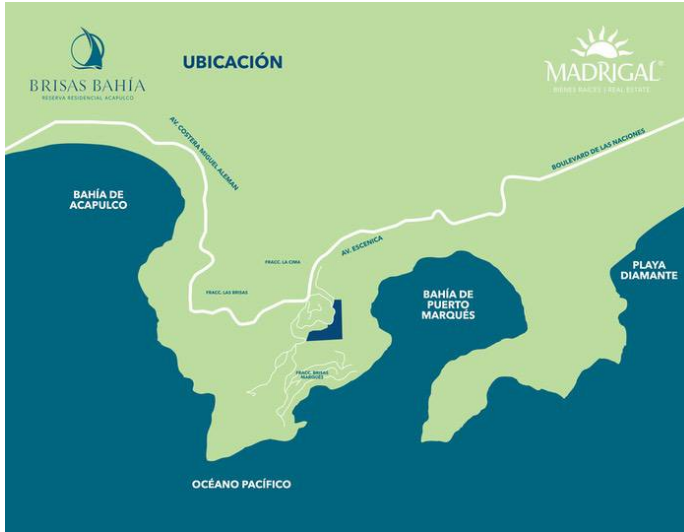 BRISAS BAHÍA
RESERVA RESIDENCIAL ACAPULCO
UBICACIÓN
MADRIGAL®
BIENES RAÍCES | REAL ESTATE
AV. COSTERA MIGUEL ALEMAN
BOULEVARD DE LAS NACIONES
BAHÍA DE
ACAPULCO
AV. ESCENICA
FRACC. LA CIMA
PLAYA
DIAMANTE
FRACC. LAS BRISAS
BAHÍA DE
PUERTO
MARQUÉS
FRACC. BRISAS
MARQUÉS
OCÉANO PACÍFICO